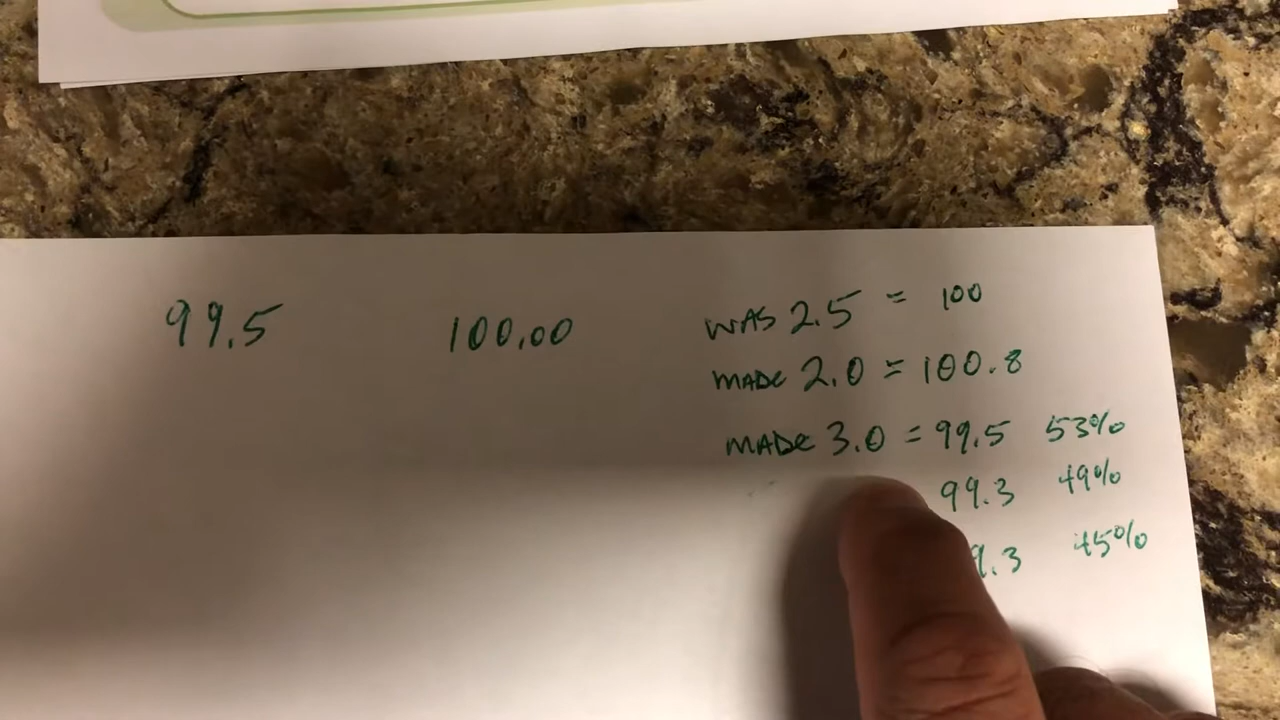 99.5 100.00 WAS 2.5 = 100
MADE 2.0 = 100.8
MADE 3.0 = 99.5 53%
99.3 49%
9.3 45%